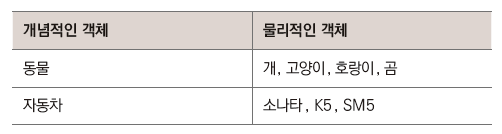 개념적인 객체 물리적인 객체
동물 개, 고양이, 호랑이, 곰
자동차 소나타, K5, SM5